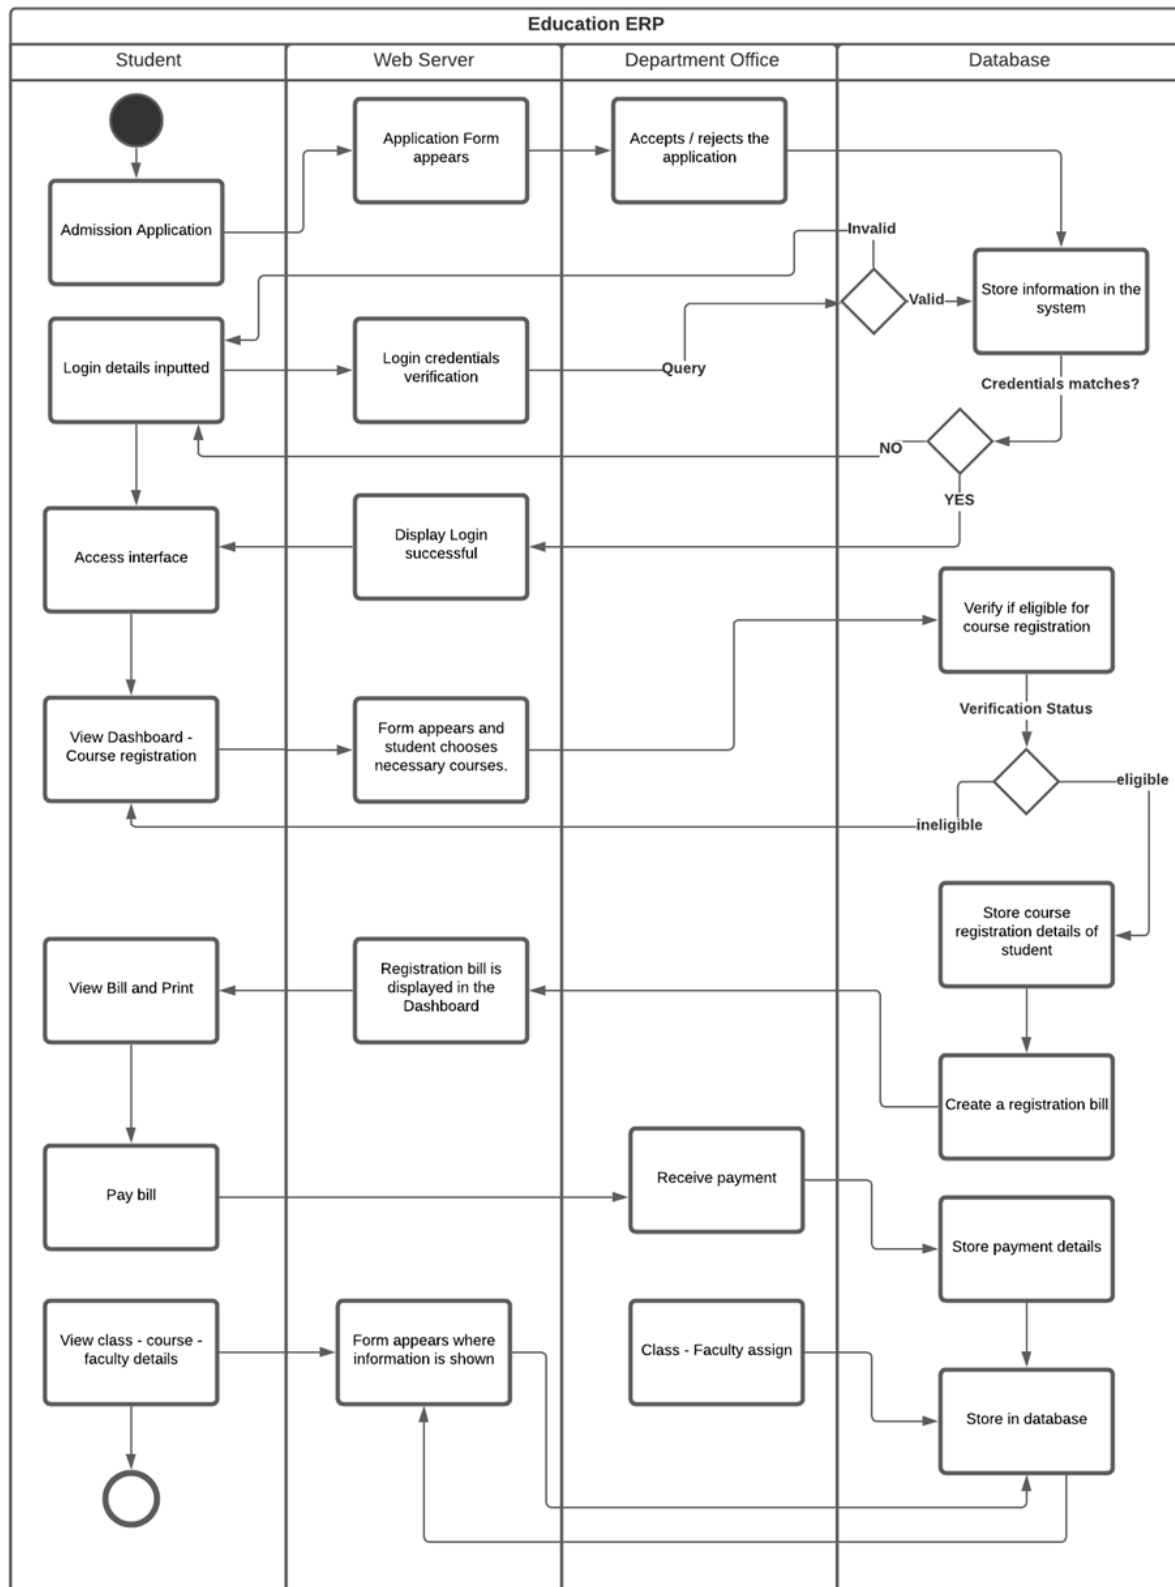 Education ERP
Student
Web Server
Department Office
Database
Application Form
appears
Accepts / rejects the
application
Admission Application
Invalid
Valid
Store information in the
system
Login details inputted
Login credentials
verification
Query
Credentials matches?
NO
YES
Access interface
Display Login
successful
Verify if eligible for
course registration
Verification Status
View Dashboard -
Course registration
Form appears and
student chooses
necessary courses.
eligible
ineligible
Store course
registration details of
student
View Bill and Print
Registration bill is
displayed in the
Dashboard
Create a registration bill
Pay bill
Receive payment
Store payment details
View class - course -
faculty details
Form appears where
information is shown
Class - Faculty assign
Store in database